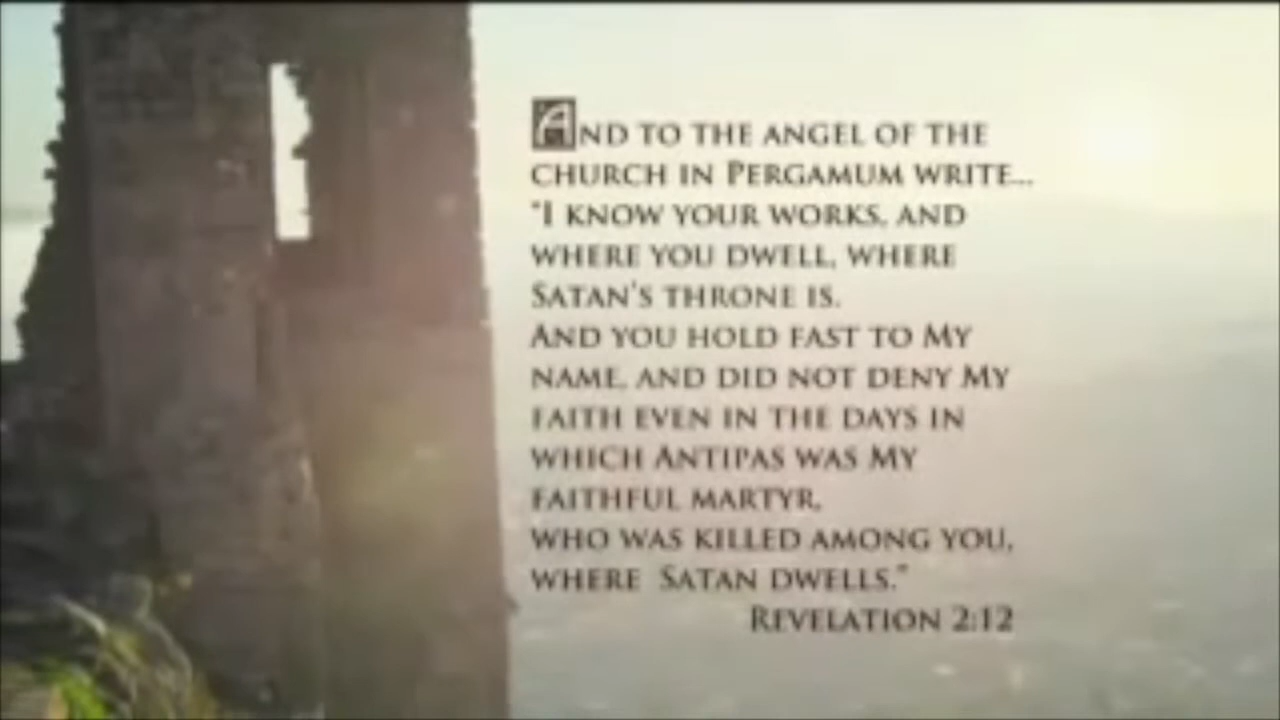 And to the angel of the
church in Pergamum write...
"I know your works, and
where you dwell, where
Satan's throne is.
And you hold fast to My
name, and did not deny My
faith even in the days in
which Antipas was My
faithful martyr,
who was killed among you,
where Satan dwells."
Revelation 2:12